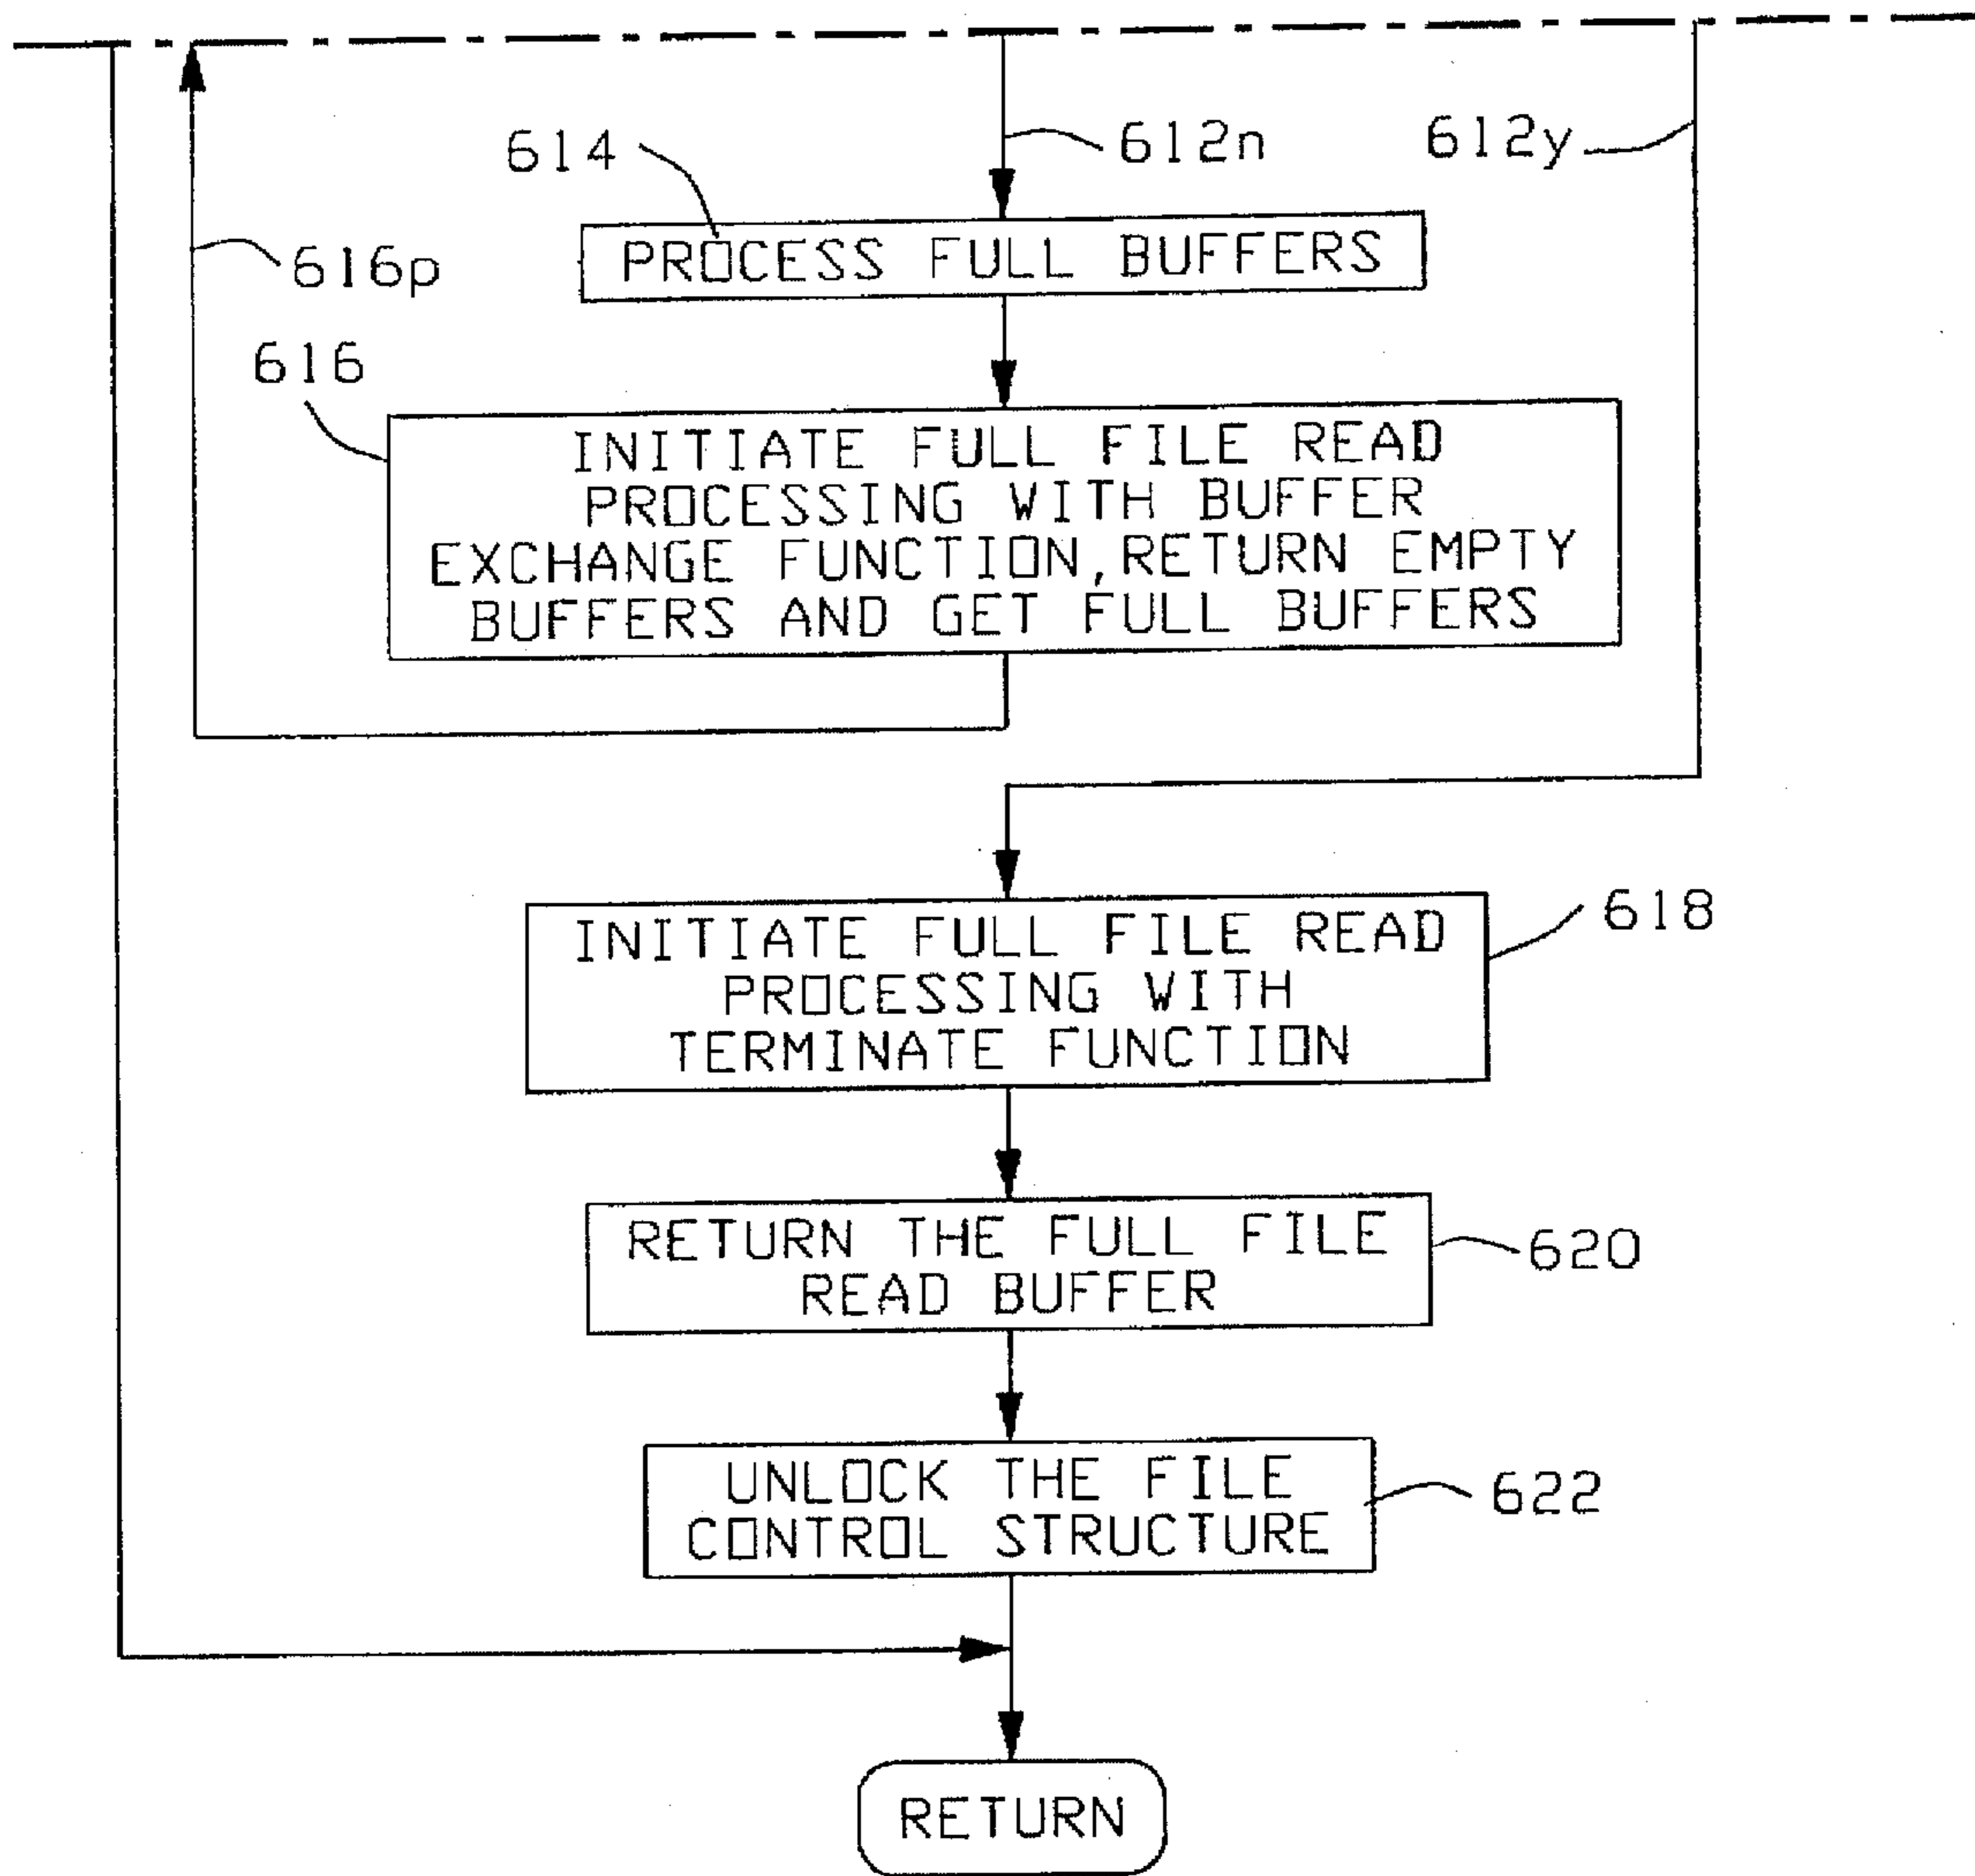 612n
612y
614
PROCESS FULL BUFFERS
616p
616
INITIATE FULL FILE READ
PROCESSING WITH BUFFER
EXCHANGE FUNCTION, RETURN EMPTY
BUFFERS AND GET FULL BUFFERS
INITIATE FULL FILE READ
PROCESSING WITH
TERMINATE FUNCTION
618
RETURN THE FULL FILE
READ BUFFER
620
UNLOCK THE FILE
CONTROL STRUCTURE
622
RETURN